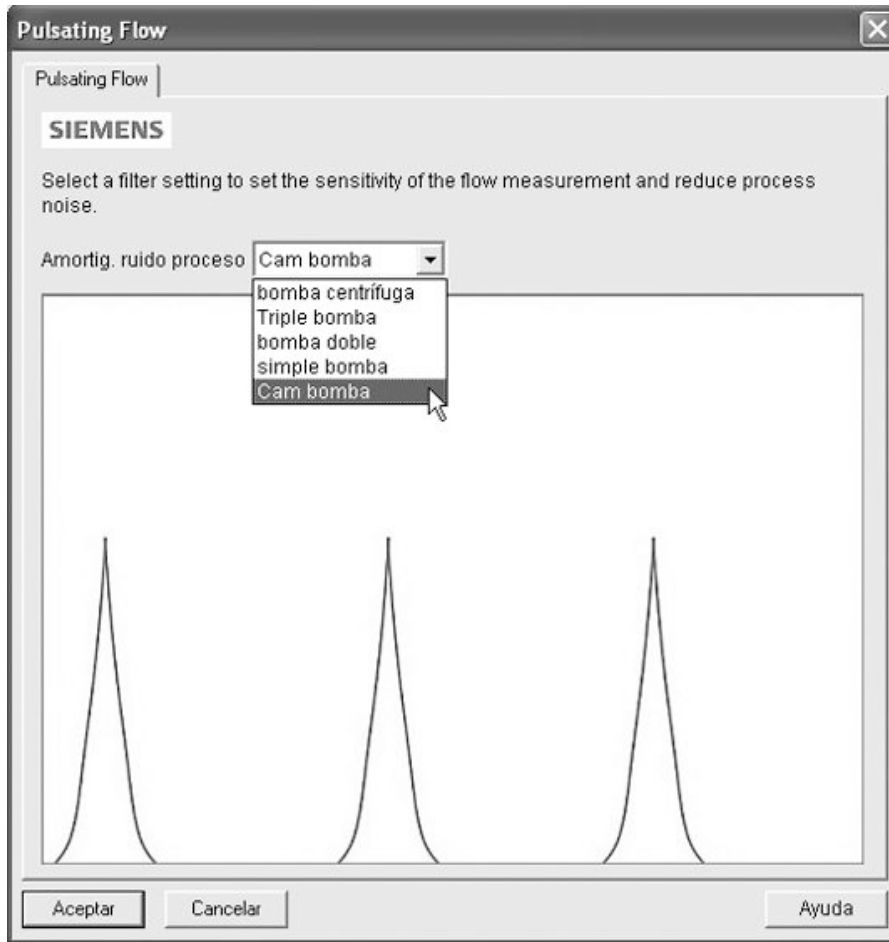 Pulsating Flow
Pulsating Flow
SIEMENS
Select a filter setting to set the sensitivity of the flow measurement and reduce process
noise.
Amortig. ruido proceso Cam bomba
bomba centrífuga
Triple bomba
bomba doble
simple bomba
Cam bomba
Aceptar Cancelar Ayuda